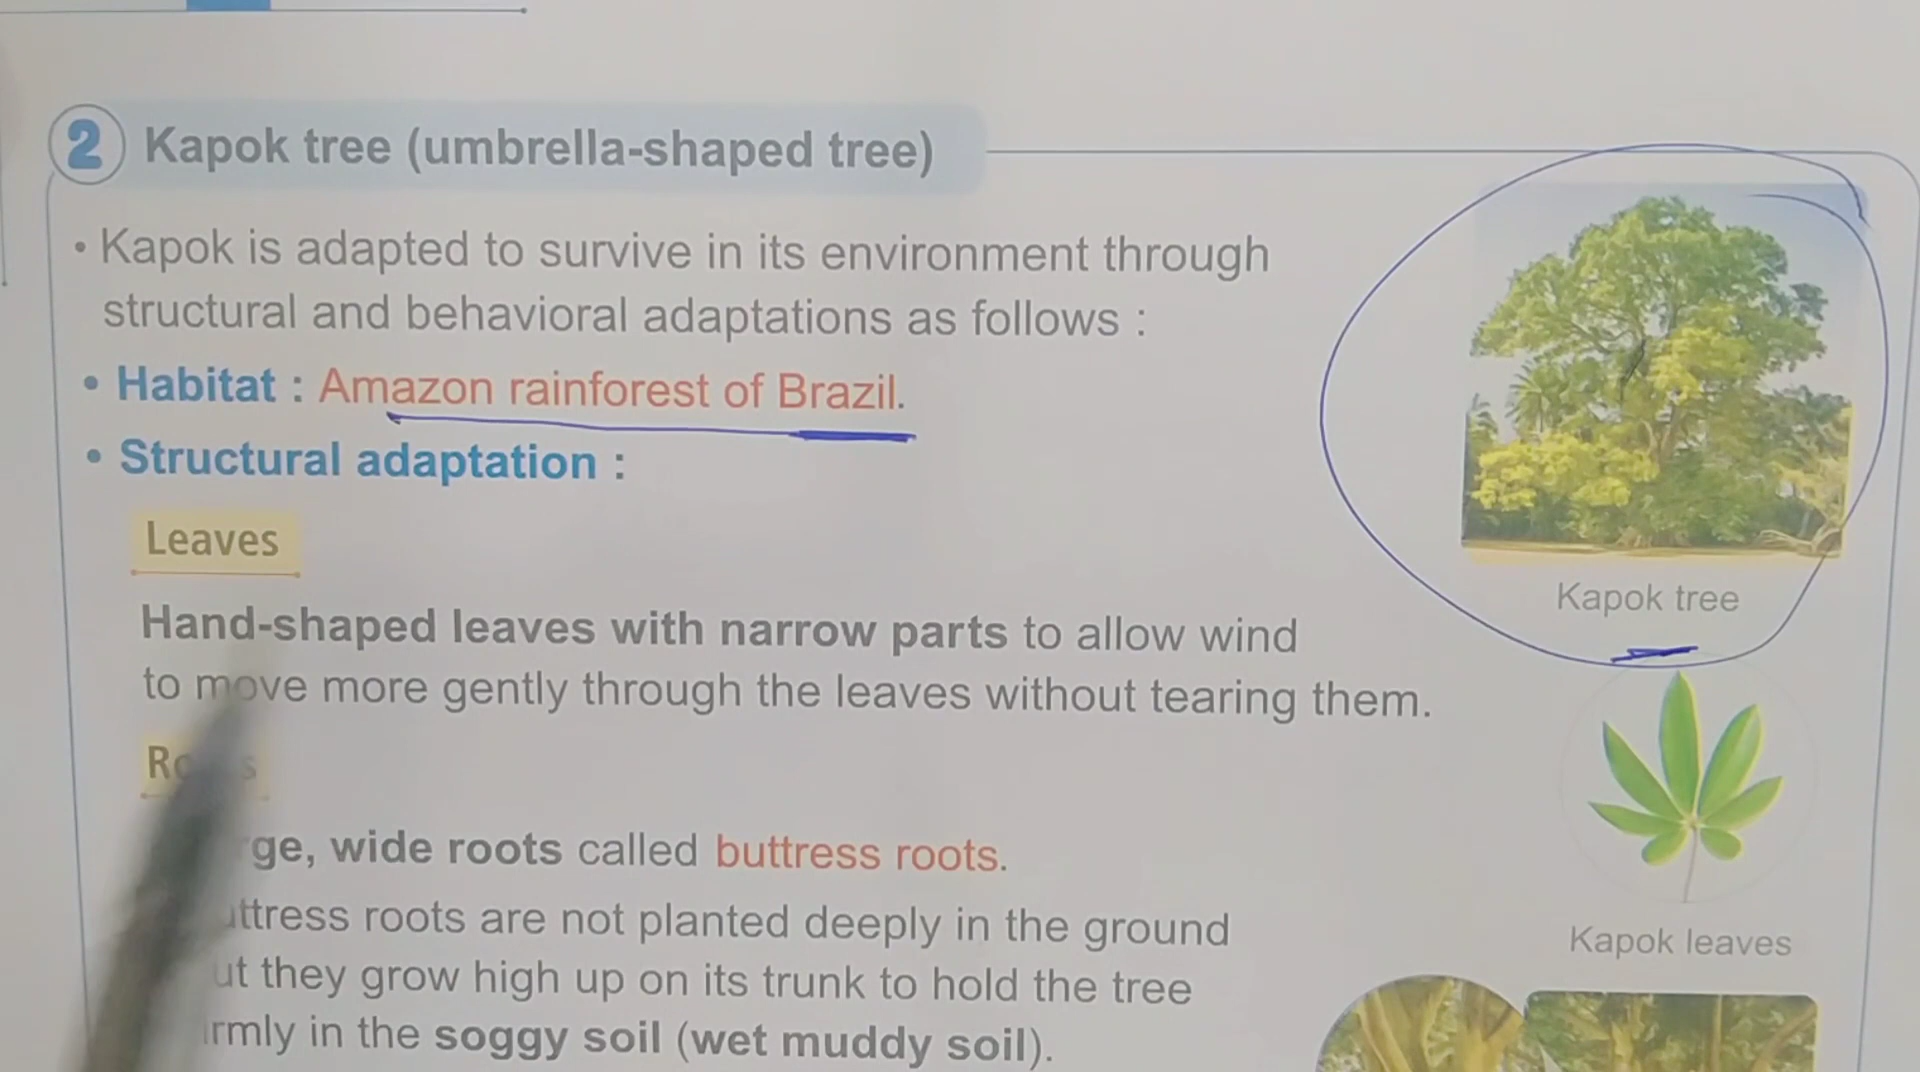 2 Kapok tree (umbrella-shaped tree)
• Kapok is adapted to survive in its environment through
structural and behavioral adaptations as follows :
• Habitat : Amazon rainforest of Brazil.
• Structural adaptation :
Leaves
Hand-shaped leaves with narrow parts to allow wind
to move more gently through the leaves without tearing them.
Kapok tree
wide roots called buttress roots.
roots are not planted deeply in the ground
they grow high up on its trunk to hold the tree
in the soggy soil (wet muddy soil).
Kapok leaves